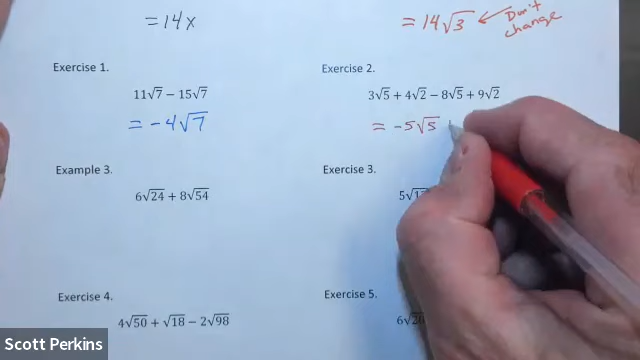 = 14x
= 14√3 Don't change
Exercise 1.
Exercise 2.
11√7 − 15√7
3√5 + 4√2 − 8√5 + 9√2
= −4√7
= −5√5
Example 3.
Exercise 3.
6√24 + 8√54
Exercise 4.
Exercise 5.
4√50 + √18 − 2√98
Scott Perkins